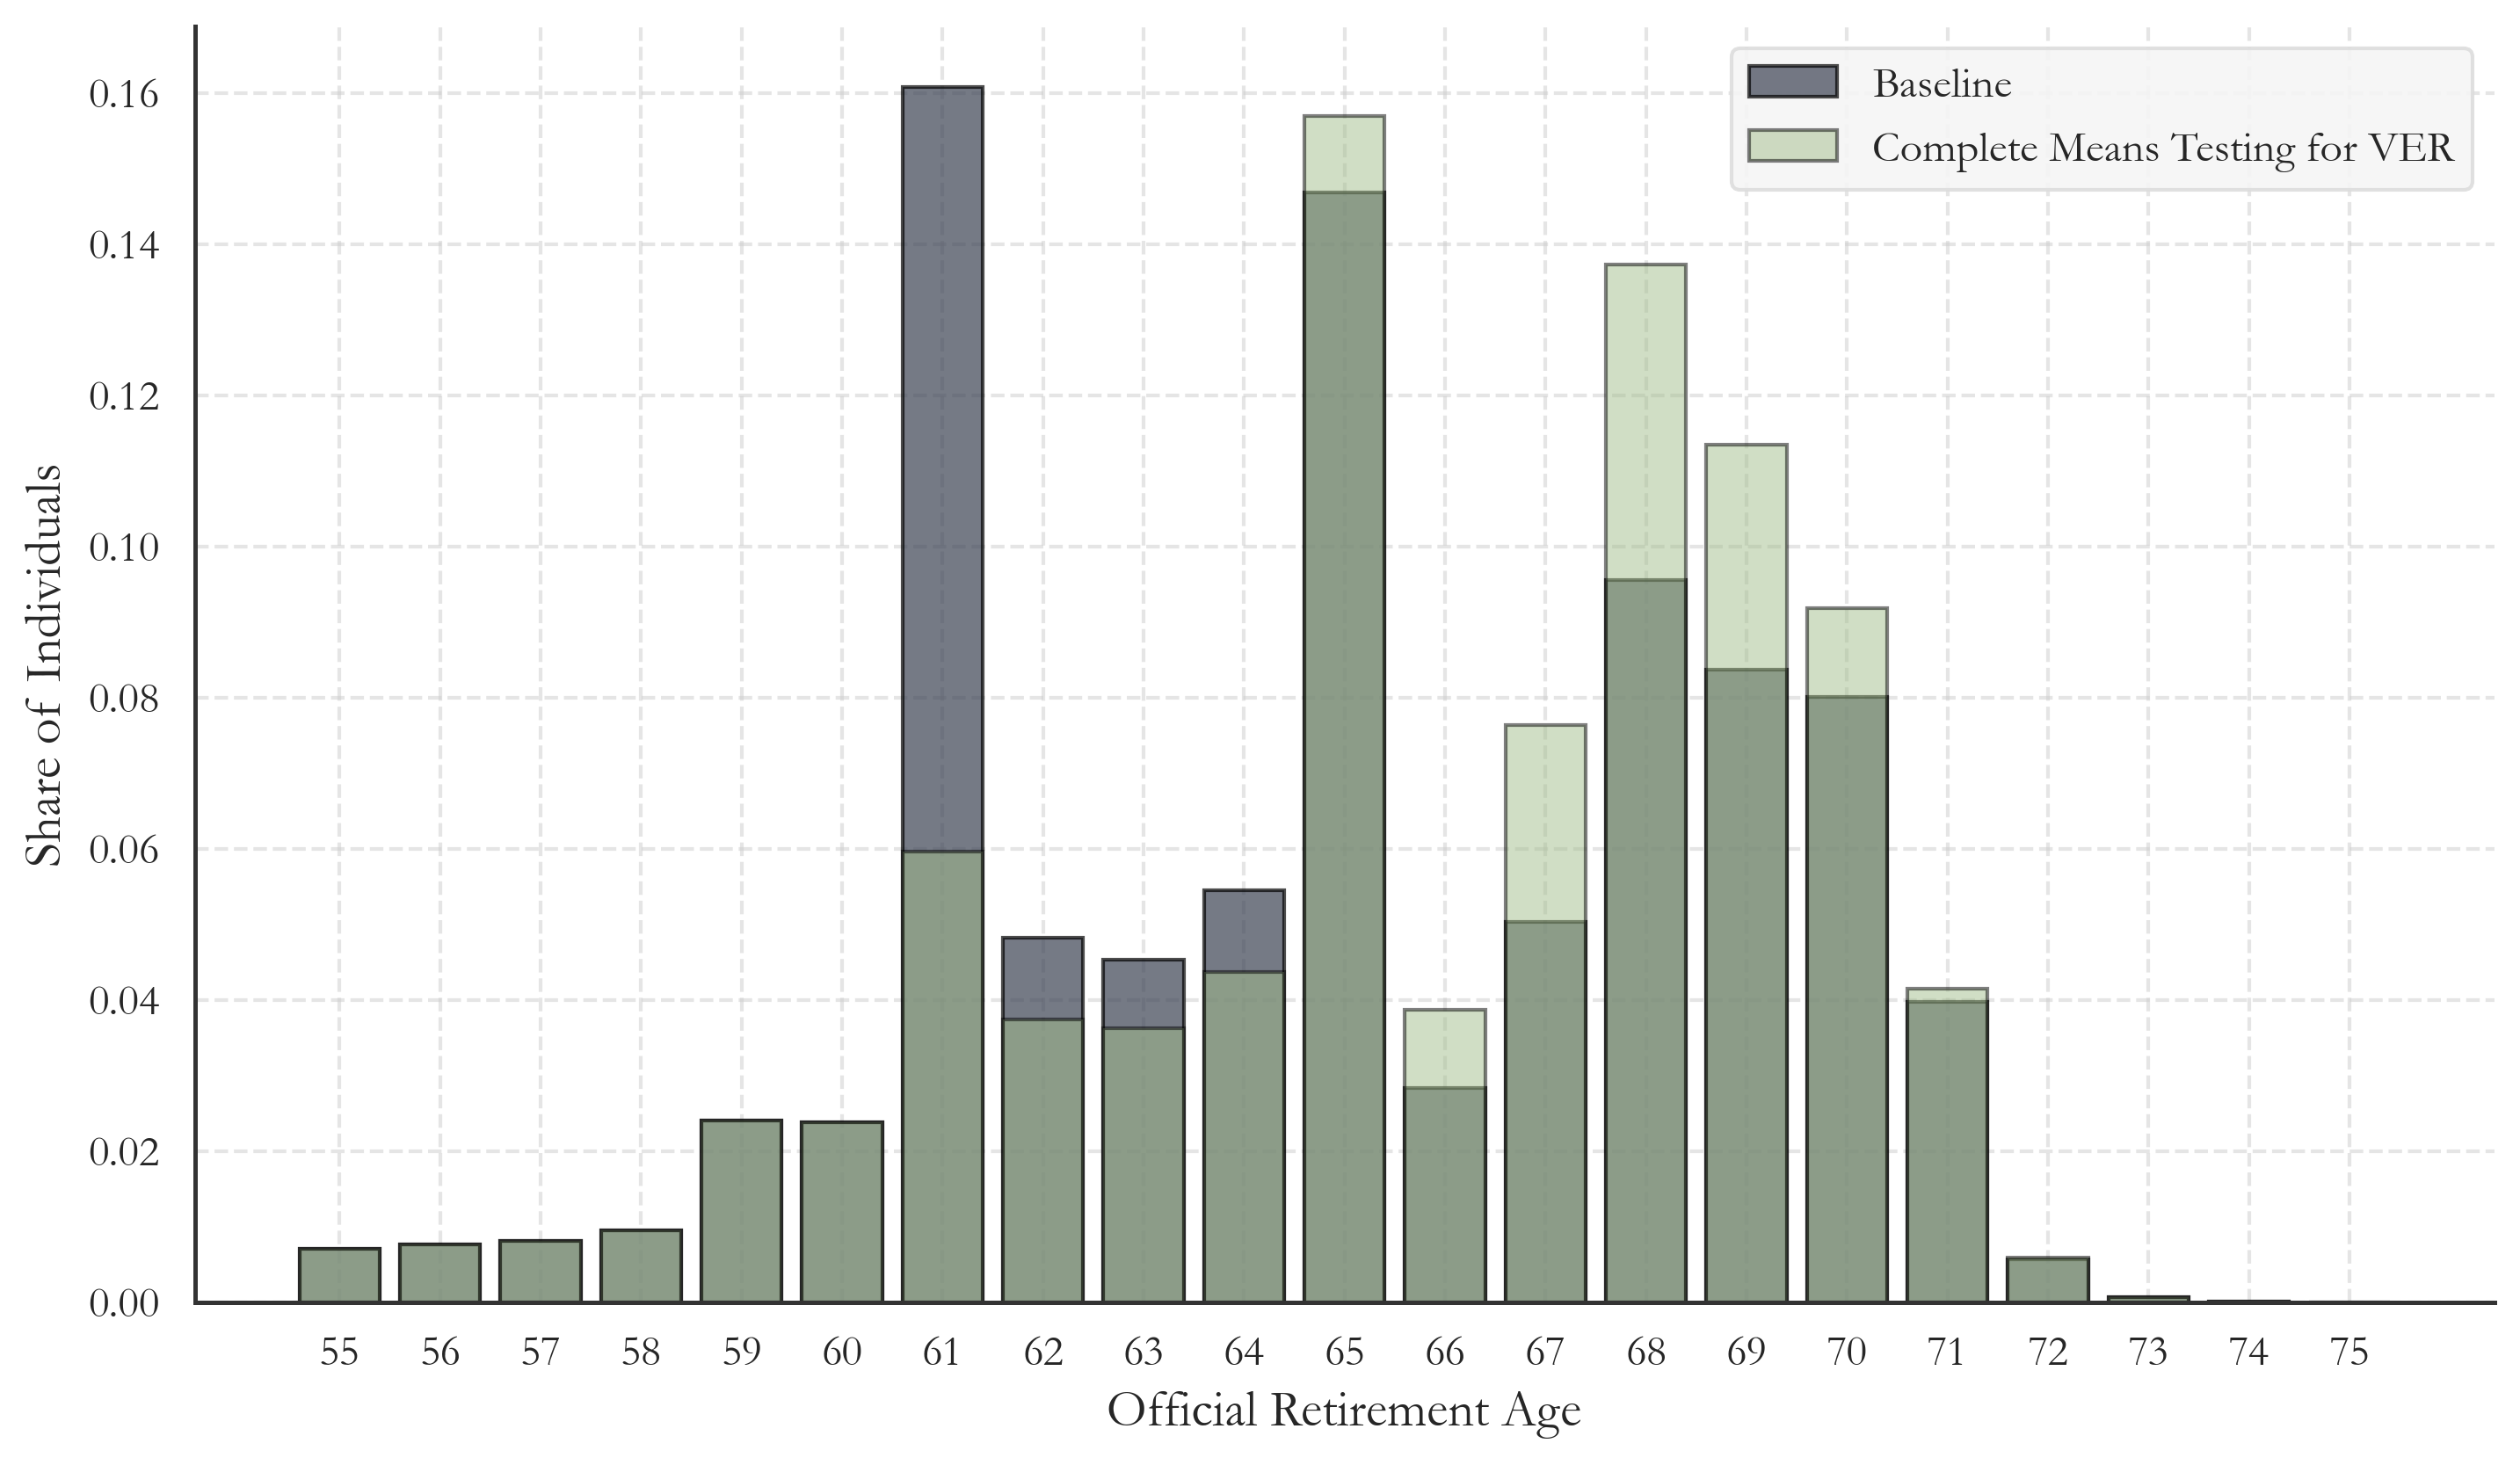 Baseline
Complete Means Testing for VER
0.16
0.14
0.12
0.10
0.08
0.06
0.04
0.02
0.00
Share of Individuals
55 56 57 58 59 60 61 62 63 64 65 66 67 68 69 70 71 72 73 74 75
Official Retirement Age